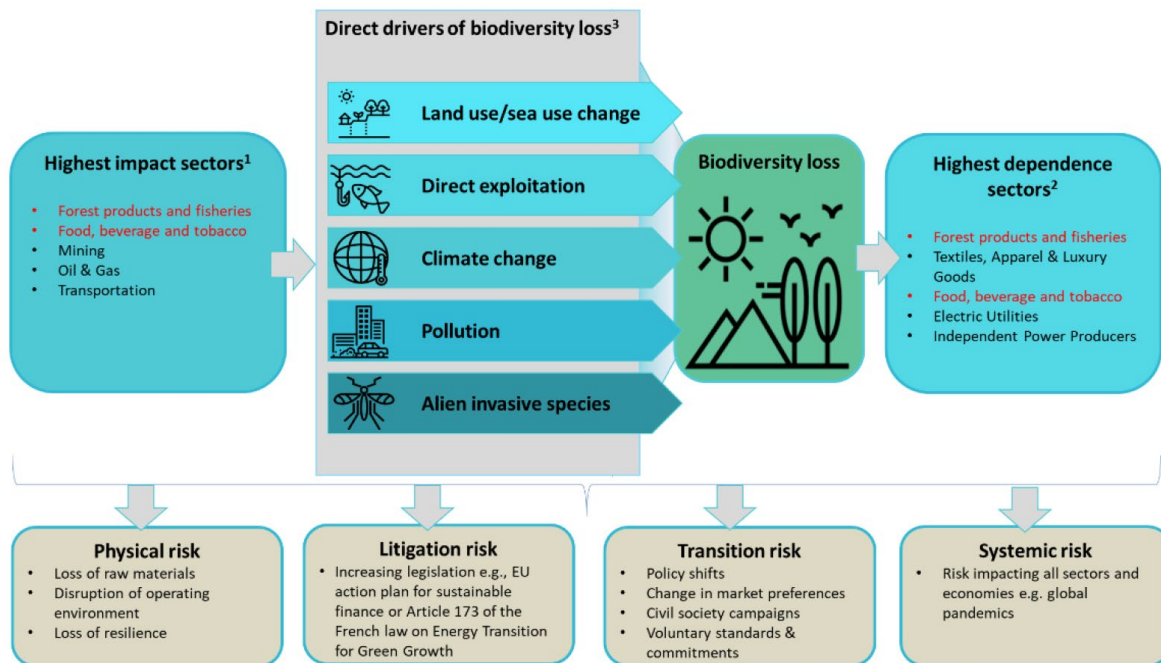 Direct drivers of biodiversity loss³
Land use/sea use change
Direct exploitation
Climate change
Pollution
Alien invasive species
Highest impact sectors¹
• Forest products and fisheries
• Food, beverage and tobacco
• Mining
• Oil & Gas
• Transportation
Biodiversity loss
Highest dependence
sectors²
• Forest products and fisheries
• Textiles, Apparel & Luxury
Goods
• Food, beverage and tobacco
• Electric Utilities
• Independent Power Producers
Physical risk
• Loss of raw materials
• Disruption of operating
environment
• Loss of resilience
Litigation risk
• Increasing legislation e.g., EU
action plan for sustainable
finance or Article 173 of the
French law on Energy Transition
for Green Growth
Transition risk
• Policy shifts
• Change in market preferences
• Civil society campaigns
• Voluntary standards &
commitments
Systemic risk
• Risk impacting all sectors and
economies e.g. global
pandemics